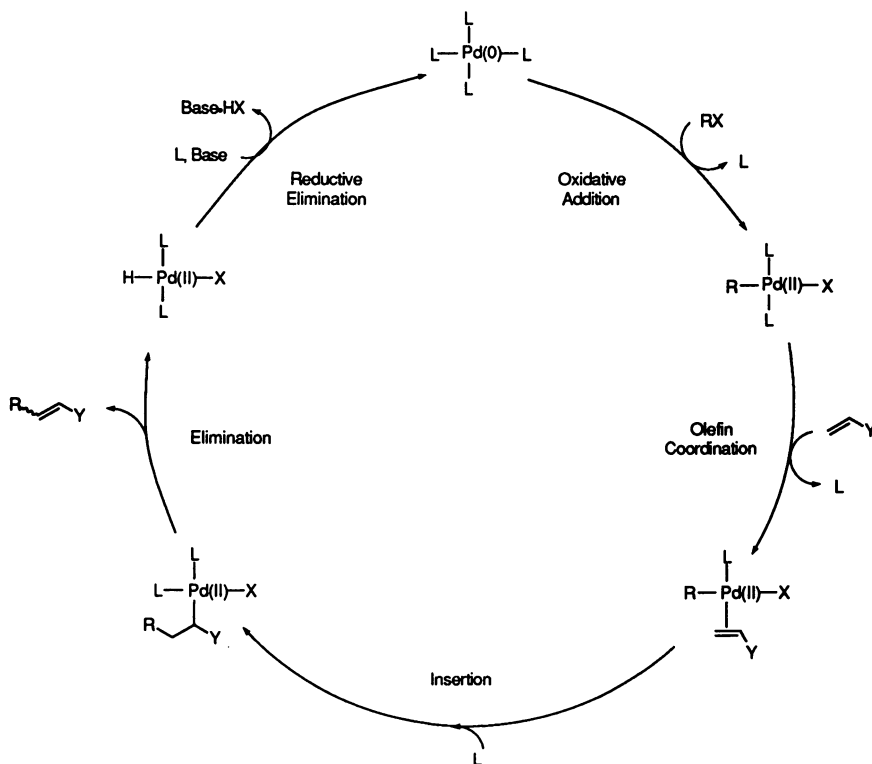 L
L—Pd(0)—L
L
Base•HX
L, Base
Reductive
Elimination
RX
L
Oxidative
Addition
L
H—Pd(II)—X
L
L
R—Pd(II)—X
L
R
Y
Elimination
Olefin
Coordination
Y
L
L
L—Pd(II)—X
R
Y
L
R—Pd(II)—X
Y
Insertion
L